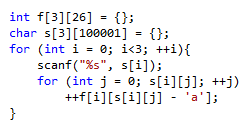 int f[3][26] = {};
char s[3][100001] = {};
for (int i = 0; i<3; ++i){
    scanf("%s", s[i]);
    for (int j = 0; s[i][j]; ++j)
        ++f[i][s[i][j] - 'a'];
}